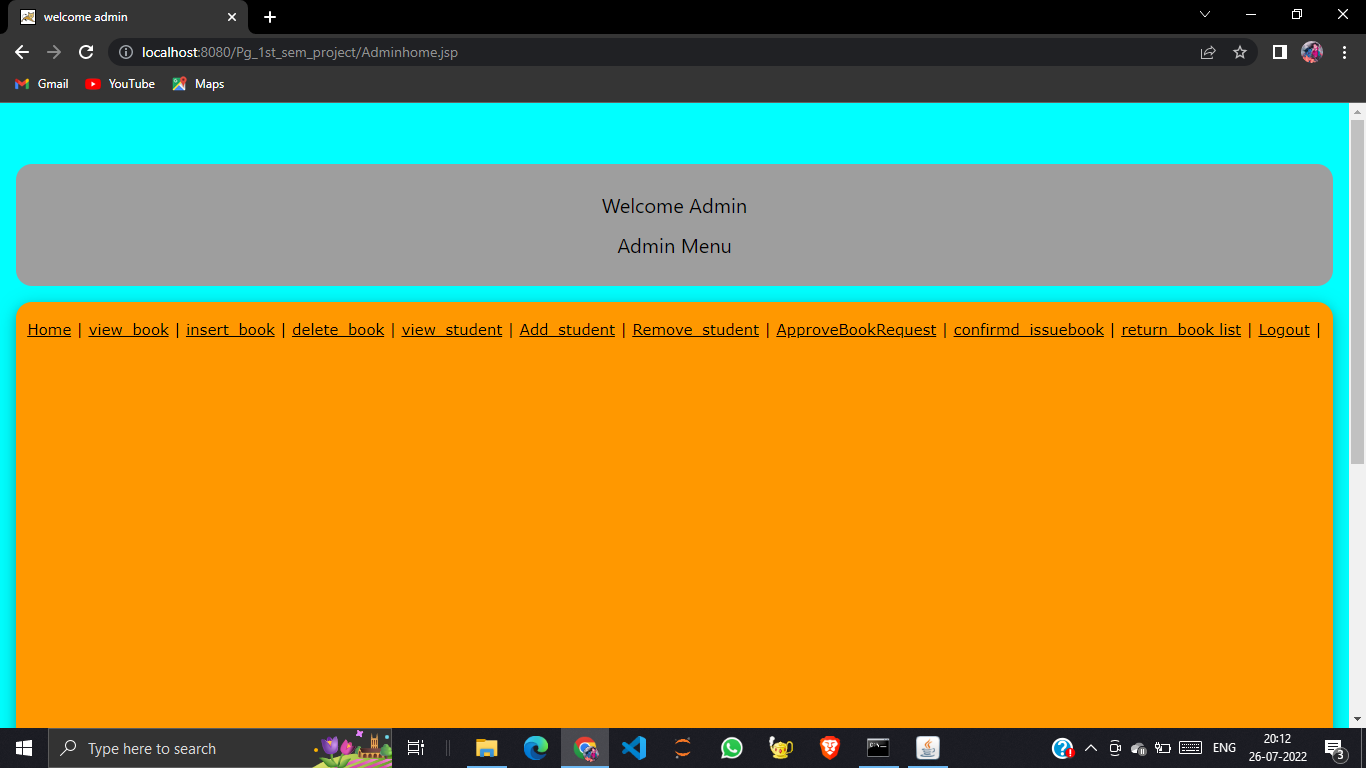 welcome admin
localhost:8080/Pg_1st_sem_project/Adminhome.jsp
Gmail YouTube Maps
Welcome Admin
Admin Menu
Home | view_book | insert_book | delete_book | view_student | Add_student | Remove_student | ApproveBookRequest | confirmd_issuebook | return_book list | Logout |
Type here to search
ENG
20:12
26-07-2022
3